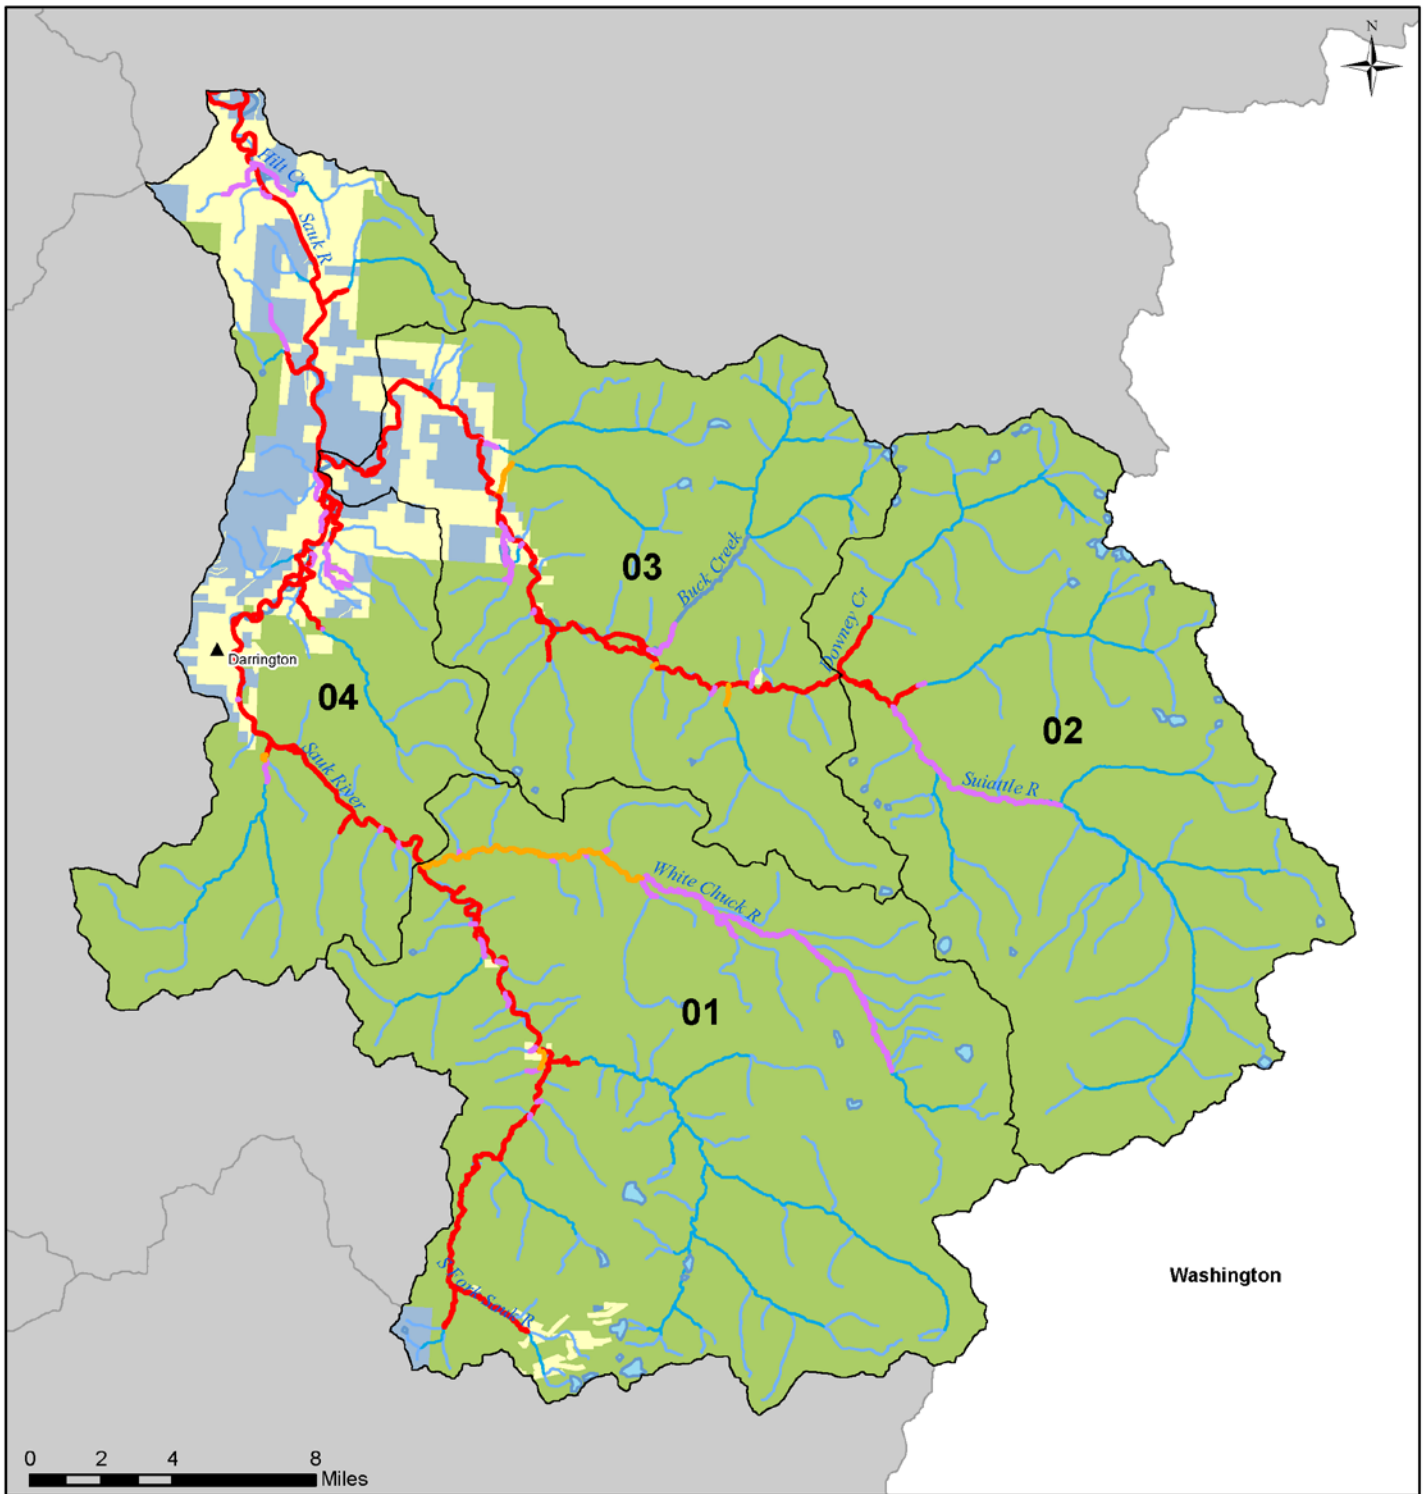 N
Hilt Cr
Sauk R
03
Buck Creek
Downey Cr
Darrington
04
02
Sauk River
Suiattle R
White Chuck R
01
Washington
S Fork Sauk R
0 2 4 8
Miles